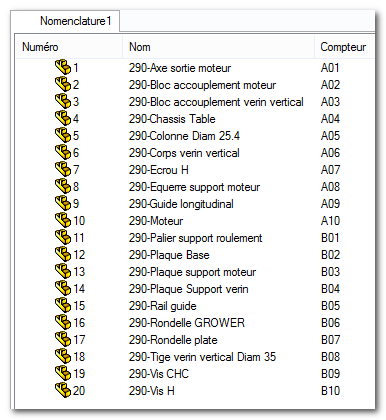 Nomenclature1
Numéro Nom Compteur
1 290-Axe sortie moteur A01
2 290-Bloc accouplement moteur A02
3 290-Bloc accouplement verin vertical A03
4 290-Chassis Table A04
5 290-Colonne Diam 25.4 A05
6 290-Corps verin vertical A06
7 290-Ecrou H A07
8 290-Equerre support moteur A08
9 290-Guide longitudinal A09
10 290-Moteur A10
11 290-Palier support roulement B01
12 290-Plaque Base B02
13 290-Plaque support moteur B03
14 290-Plaque Support verin B04
15 290-Rail guide B05
16 290-Rondelle GROWER B06
17 290-Rondelle plate B07
18 290-Tige verin vertical Diam 35 B08
19 290-Vis CHC B09
20 290-Vis H B10